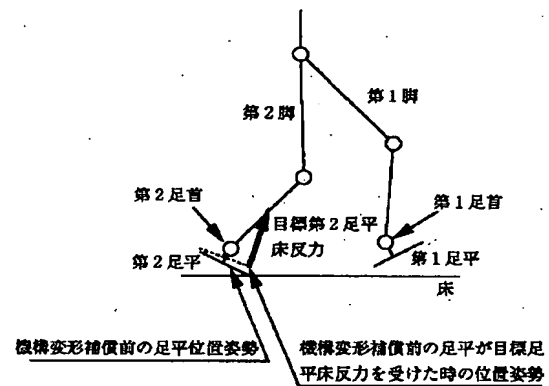 第1脚
第2脚
第2足首
目標第2足平
床反力
第1足首
第2足平
第1足平
床
機構変形補償前の足平位置姿勢
機構変形補償前の足平が目標足
平床反力を受けた時の位置姿勢